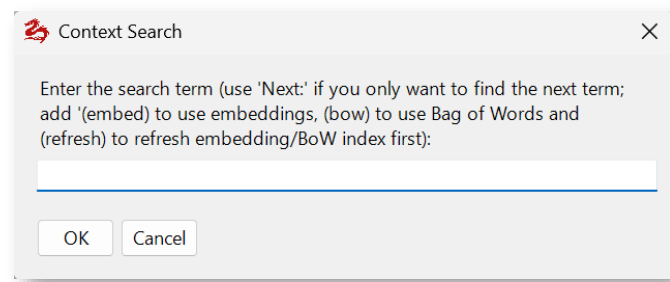 Context Search
Enter the search term (use 'Next:' if you only want to find the next term;
add '(embed) to use embeddings, (bow) to use Bag of Words and
(refresh) to refresh embedding/BoW index first):
OK Cancel